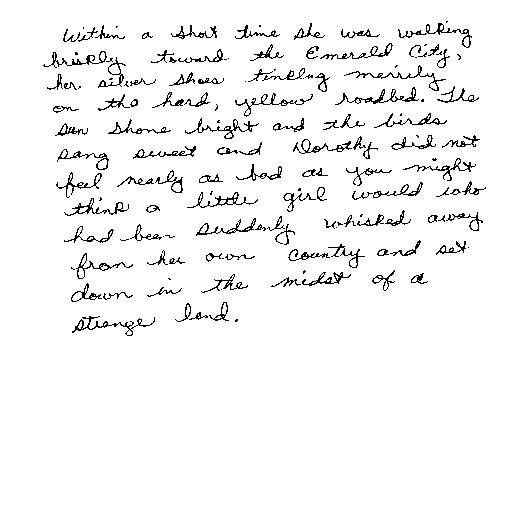 Within a short time she was walking
briskly toward the Emerald City,
her silver shoes tinkling merrily
on the hard, yellow roadbed. The
sun shone bright and the birds
sang sweet and Dorothy did not
feel nearly as bad as you might
think a little girl would who
had been suddenly whisked away
from her own country and set
down in the midst of a
strange land.